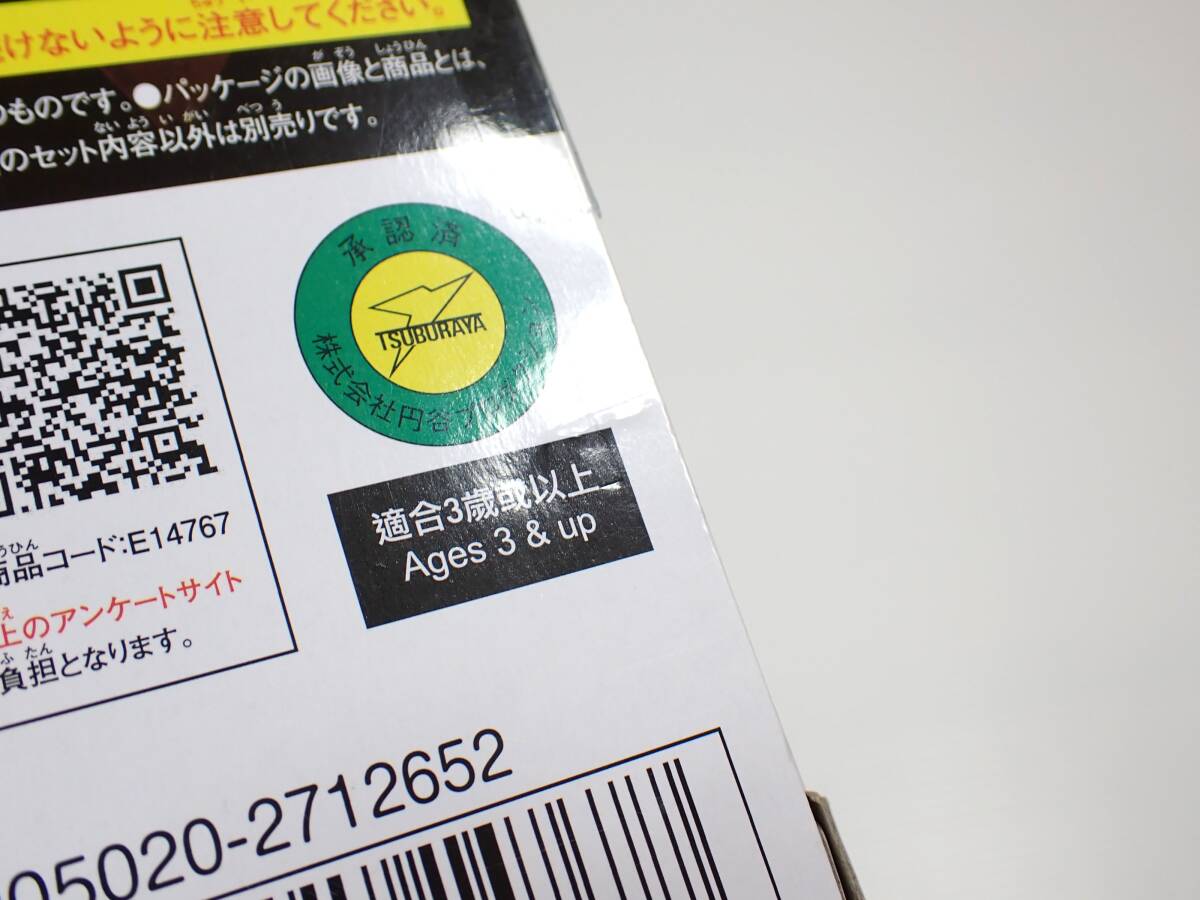 けないように注意してください。
のものです。●パッケージの画像と商品とは、
のセット内容以外は別売りです。
承認済
TSUBURAYA
株式会社円谷プ
適合3歳或以上
Ages 3 & up
商品コード:E14767
上のアンケートサイト
負担となります。
05020-2712652